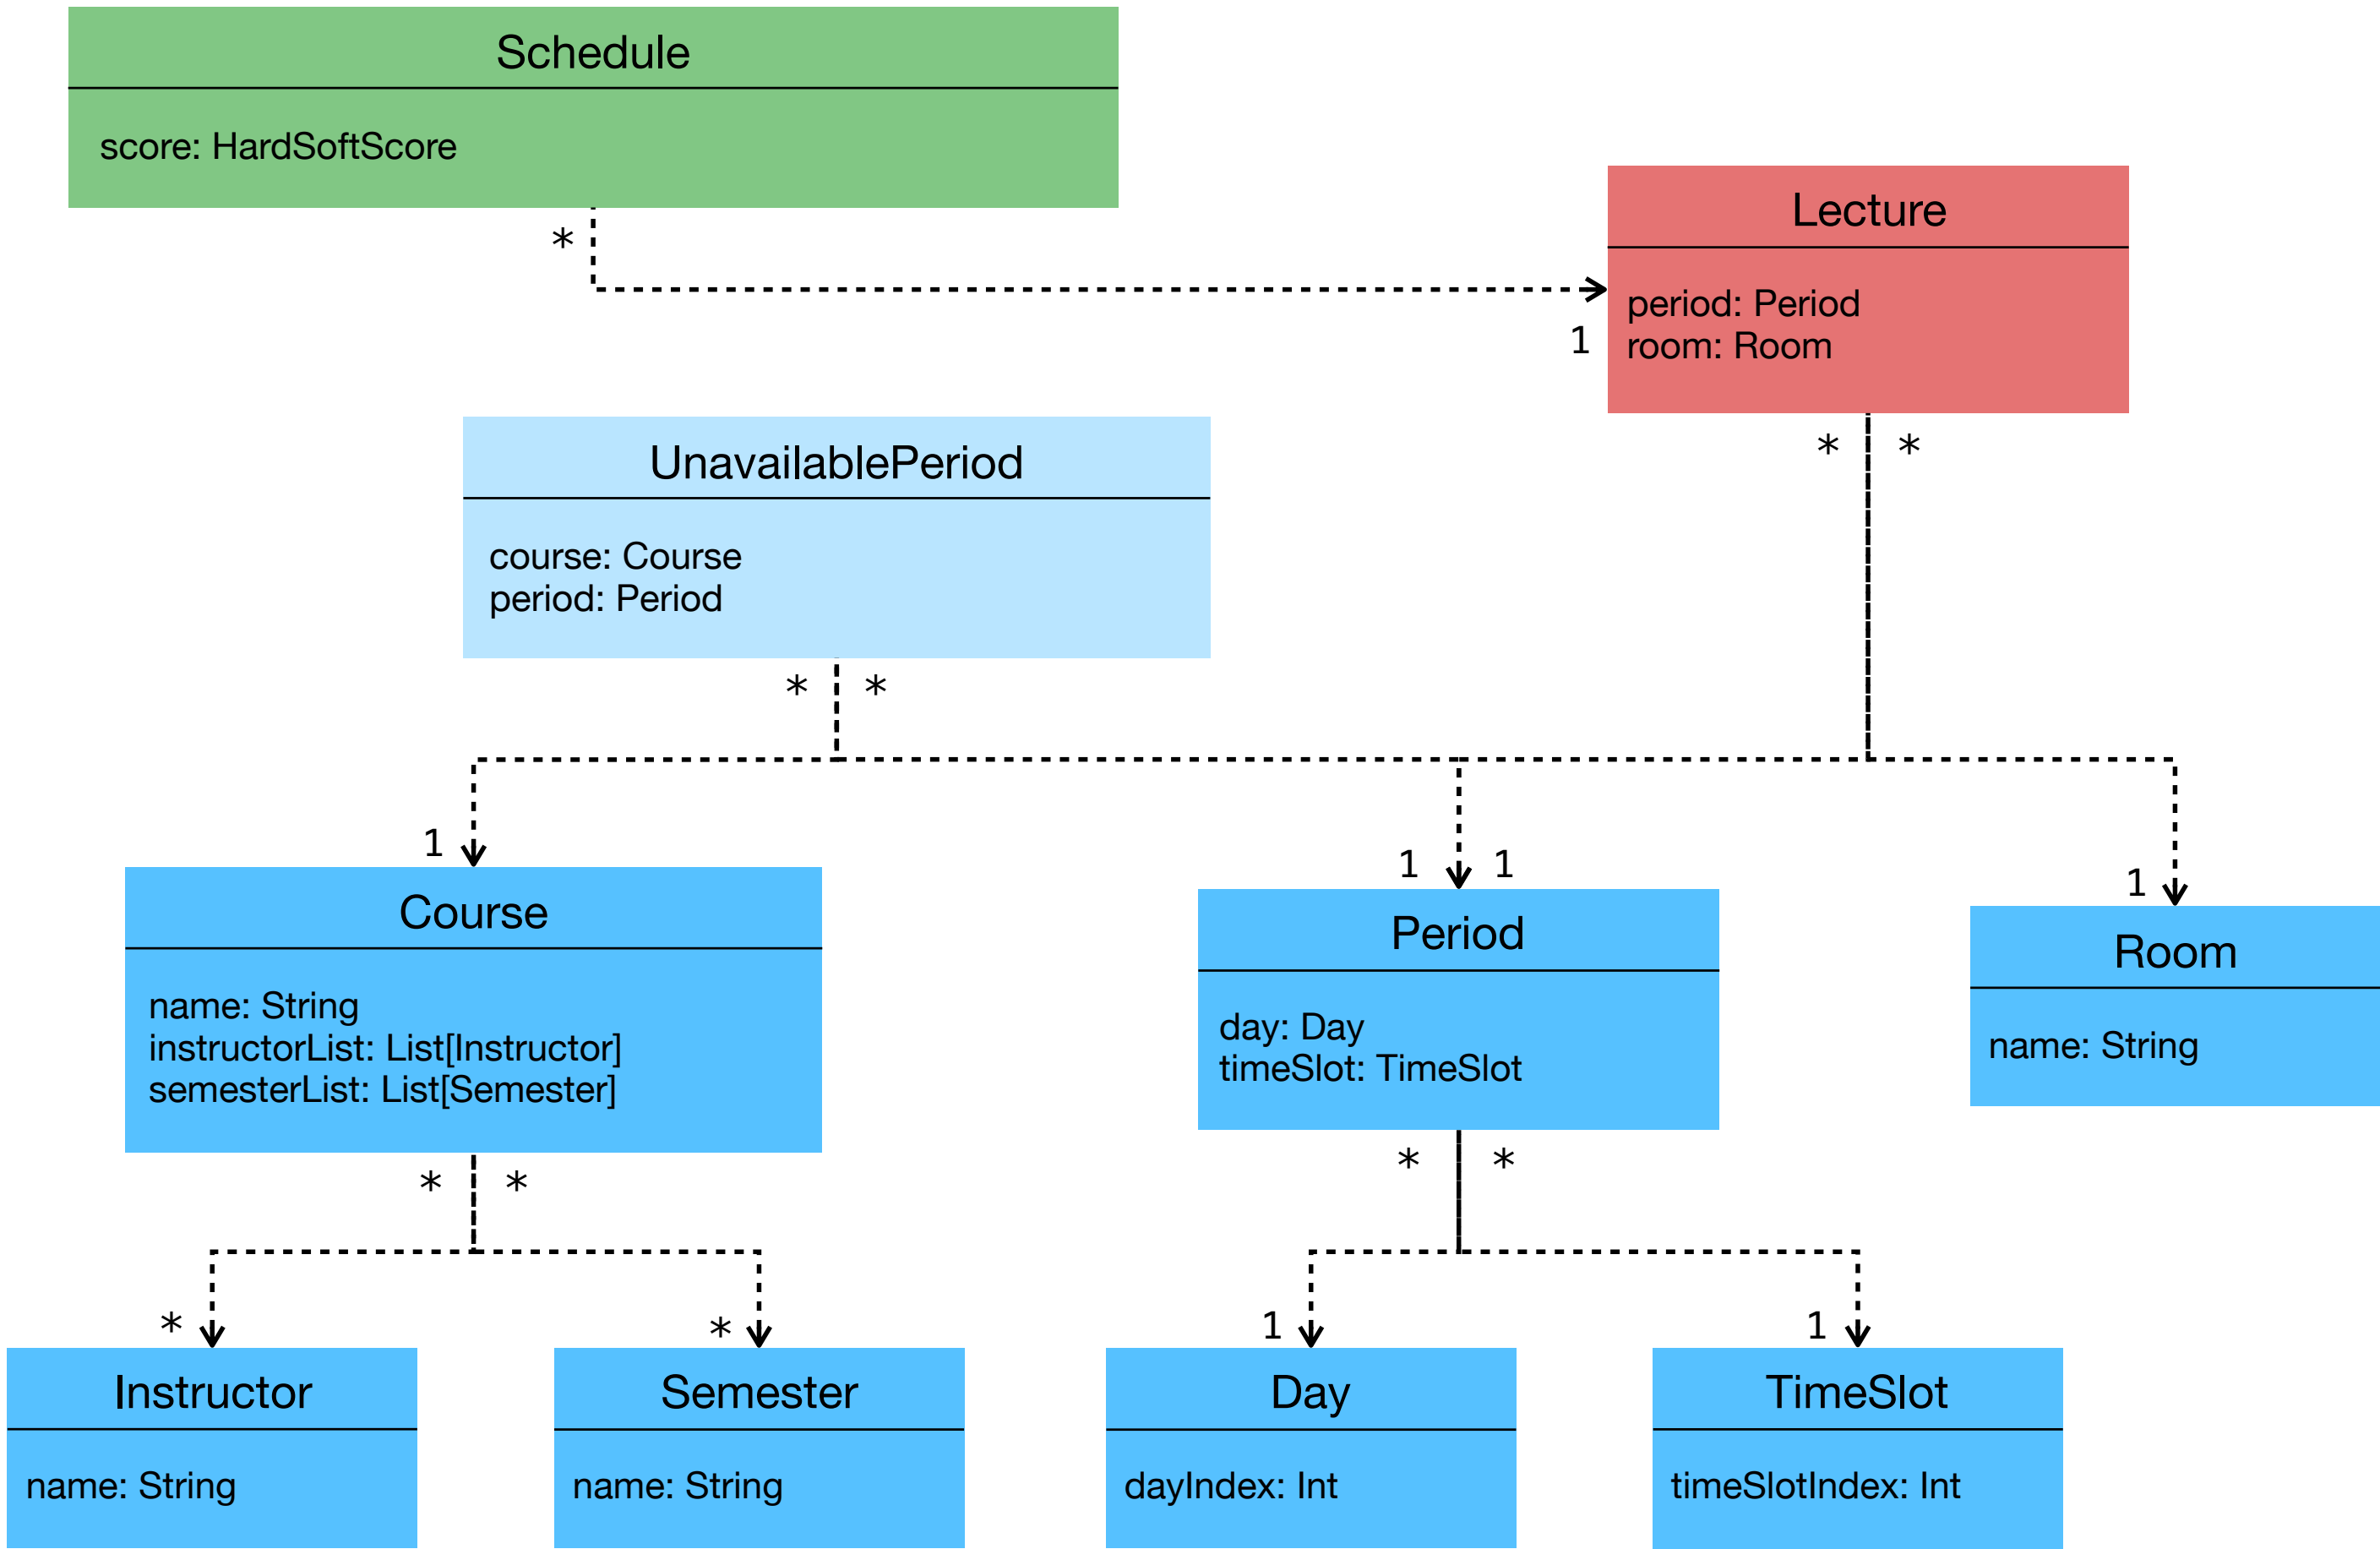 Schedule
score: HardSoftScore
*
1
Lecture
period: Period
room: Room
* *
UnavailablePeriod
course: Course
period: Period
* *
1
1 1
1
Course
name: String
instructorList: List[Instructor]
semesterList: List[Semester]
* *
Period
day: Day
timeSlot: TimeSlot
* *
Room
name: String
*
*
1
1
Instructor
name: String
Semester
name: String
Day
dayIndex: Int
TimeSlot
timeSlotIndex: Int